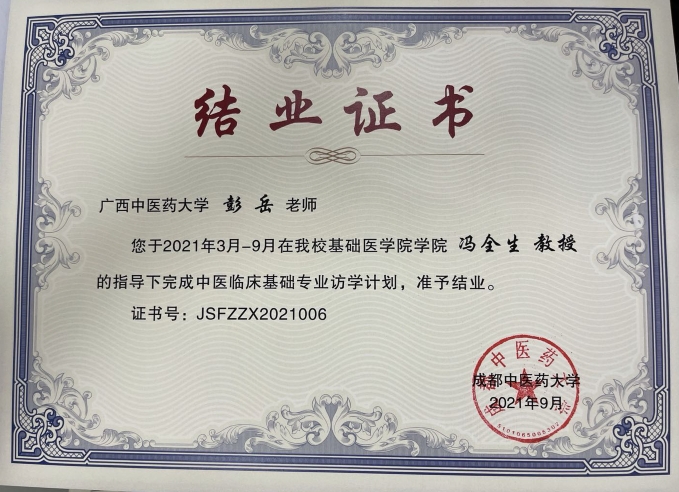 结业证书
广西中医药大学 彭岳 老师
您于2021年3月-9月在我校基础医学院学院 冯全生 教授
的指导下完成中医临床基础专业访学计划，准予结业。
证书号：JSFZZX2021006
成都中医药大学
2021年9月